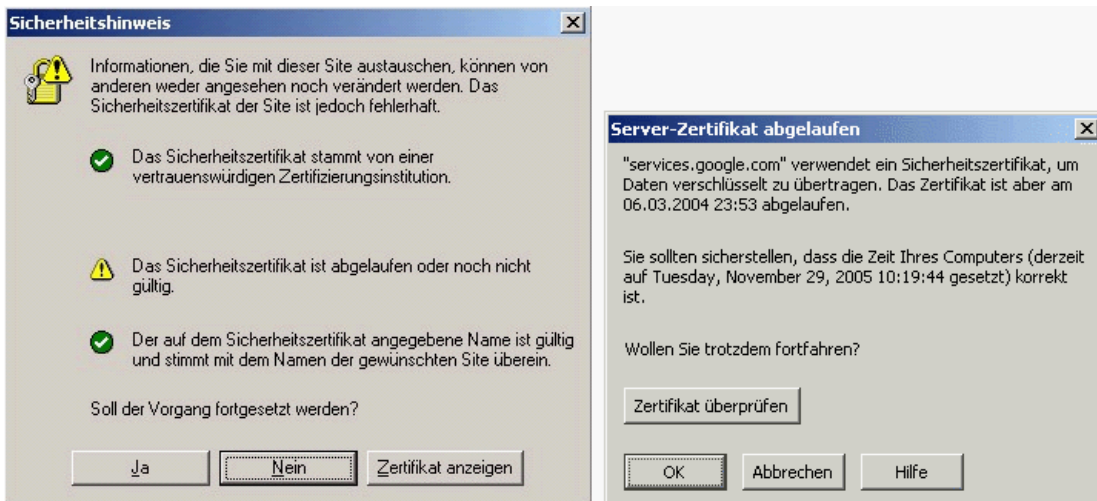 Sicherheitshinweis
Informationen, die Sie mit dieser Site austauschen, können von
anderen weder angesehen noch verändert werden. Das
Sicherheitszertifikat der Site ist jedoch fehlerhaft.
Das Sicherheitszertifikat stammt von einer
vertrauenswürdigen Zertifizierungsinstitution.
Das Sicherheitszertifikat ist abgelaufen oder noch nicht
gültig.
Der auf dem Sicherheitszertifikat angegebene Name ist gültig
und stimmt mit dem Namen der gewünschten Site überein.
Soll der Vorgang fortgesetzt werden?
Ja
Nein
Zertifikat anzeigen
Server-Zertifikat abgelaufen
"services.google.com" verwendet ein Sicherheitszertifikat, um
Daten verschlüsselt zu übertragen. Das Zertifikat ist aber am
06.03.2004 23:53 abgelaufen.
Sie sollten sicherstellen, dass die Zeit Ihres Computers (derzeit
auf Tuesday, November 29, 2005 10:19:44 gesetzt) korrekt
ist.
Wollen Sie trotzdem fortfahren?
Zertifikat überprüfen
OK
Abbrechen
Hilfe